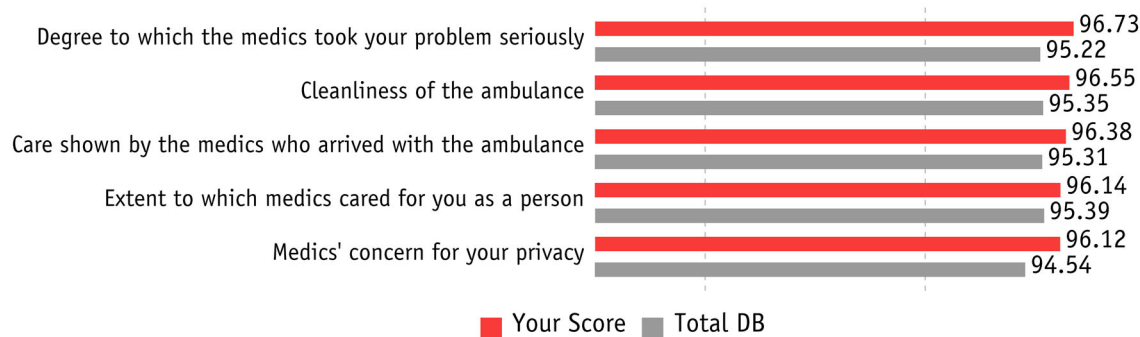 Degree to which the medics took your problem seriously 96.73
95.22
Cleanliness of the ambulance 96.55
95.35
Care shown by the medics who arrived with the ambulance 96.38
95.31
Extent to which medics cared for you as a person 96.14
95.39
Medics' concern for your privacy 96.12
94.54
Your Score Total DB